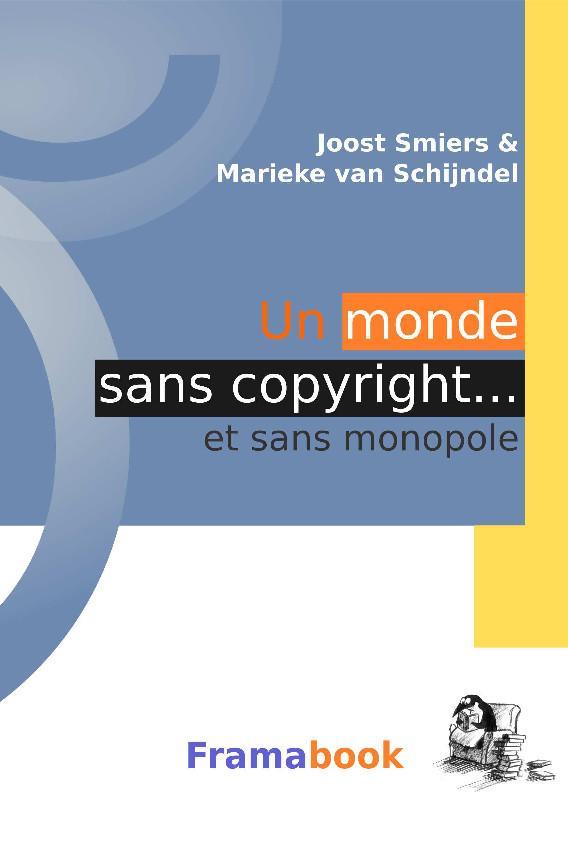 Joost Smiers &
Marieke van Schijndel
Un monde
sans copyright...
et sans monopole
Framabook